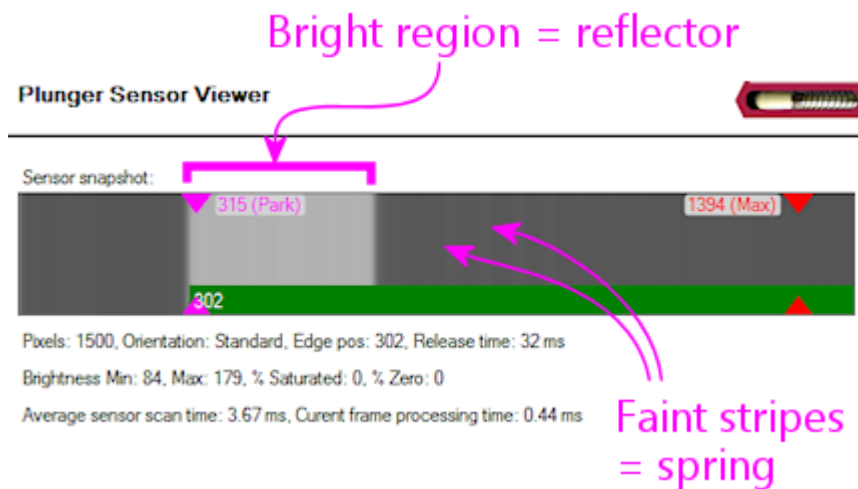 Bright region = reflector
Plunger Sensor Viewer
Sensor snapshot:
315 (Park)
1394 (Max)
302
Pixels: 1500, Orientation: Standard, Edge pos: 302, Release time: 32 ms
Brightness Min: 84, Max: 179, % Saturated: 0, % Zero: 0
Average sensor scan time: 3.67 ms, Curent frame processing time: 0.44 ms
Faint stripes
= spring